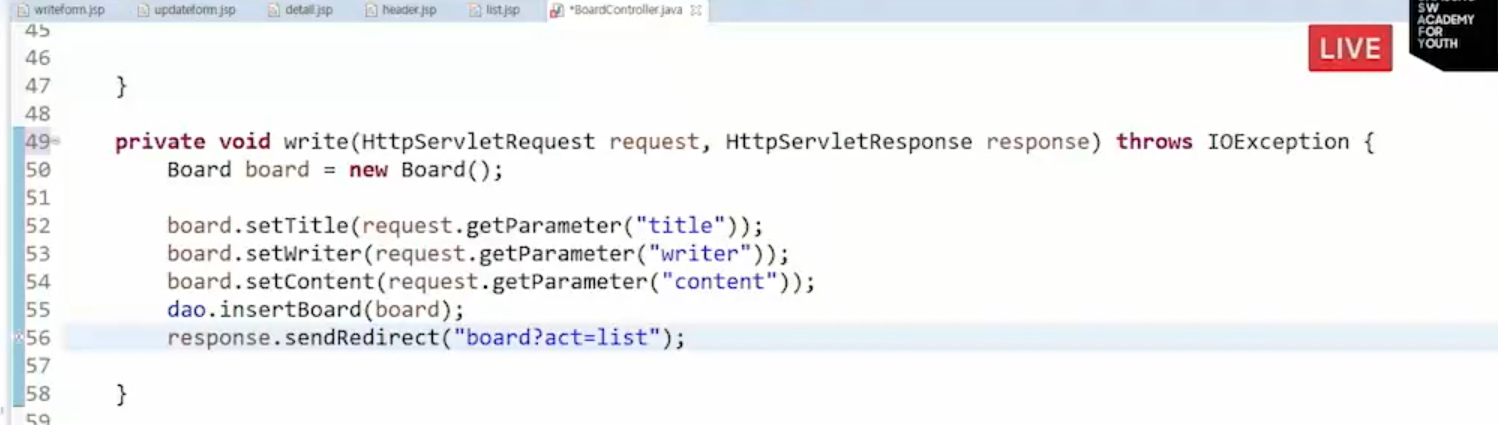 writeform.jsp updateform.jsp detail.jsp header.jsp list.jsp *BoardController.java
SW
ACADEMY
FOR
YOUTH
LIVE
45
46
47 }
48
49 private void write(HttpServletRequest request, HttpServletResponse response) throws IOException {
50 Board board = new Board();
51
52 board.setTitle(request.getParameter("title"));
53 board.setWriter(request.getParameter("writer"));
54 board.setContent(request.getParameter("content"));
55 dao.insertBoard(board);
56 response.sendRedirect("board?act=list");
57
58 }
59